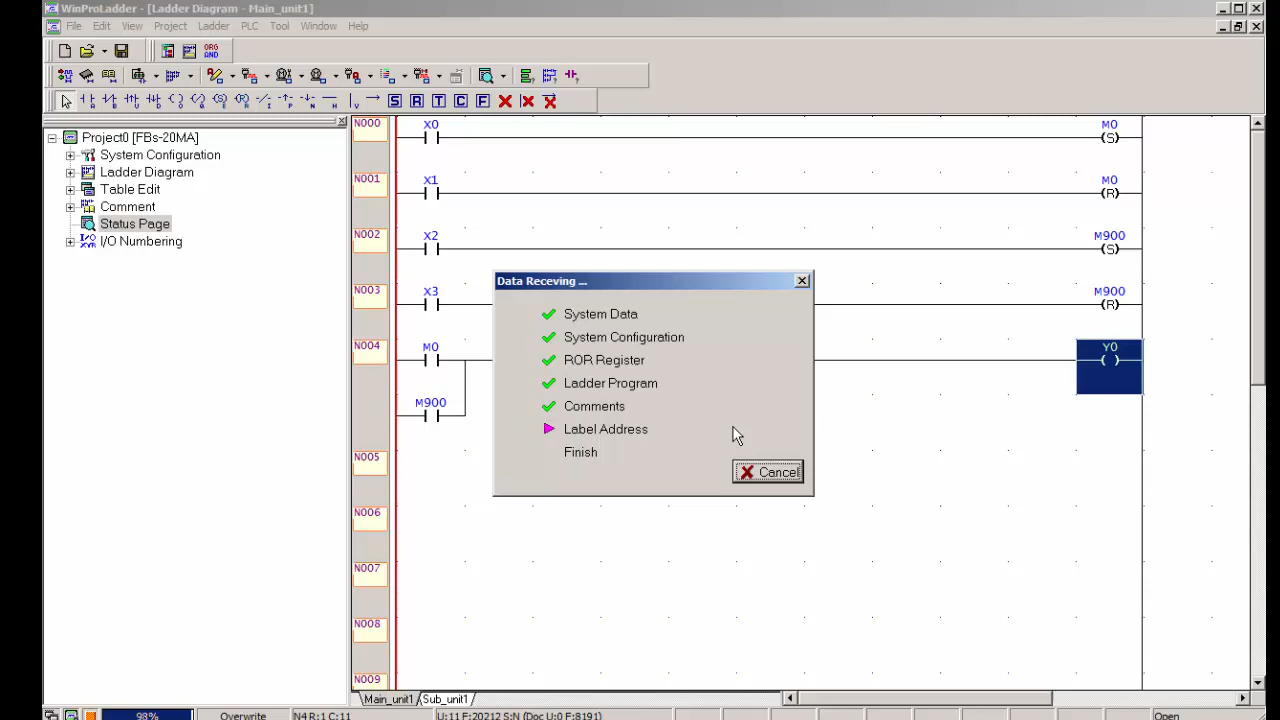 WinProLadder - [Ladder Diagram - Main_unit1]
File Edit View Project Ladder PLC Tool Window Help
ORG
AND
S R T C F
Project0 [FBs-20MA]
System Configuration
Ladder Diagram
Table Edit
Comment
Status Page
I/O Numbering
N000 X0 M0
(S)
N001 X1 M0
(R)
N002 X2 M900
(S)
N003 X3 M900
(R)
N004 M0 Y0
M900
N005
N006
N007
N008
N009
Data Receving ...
System Data
System Configuration
ROR Register
Ladder Program
Comments
Label Address
Finish
Cancel
Main_unit1 Sub_unit1
98% Overwrite N4 R:1 C:11 U:11 F:20212 S:N (Doc U:0 F:8191) Open